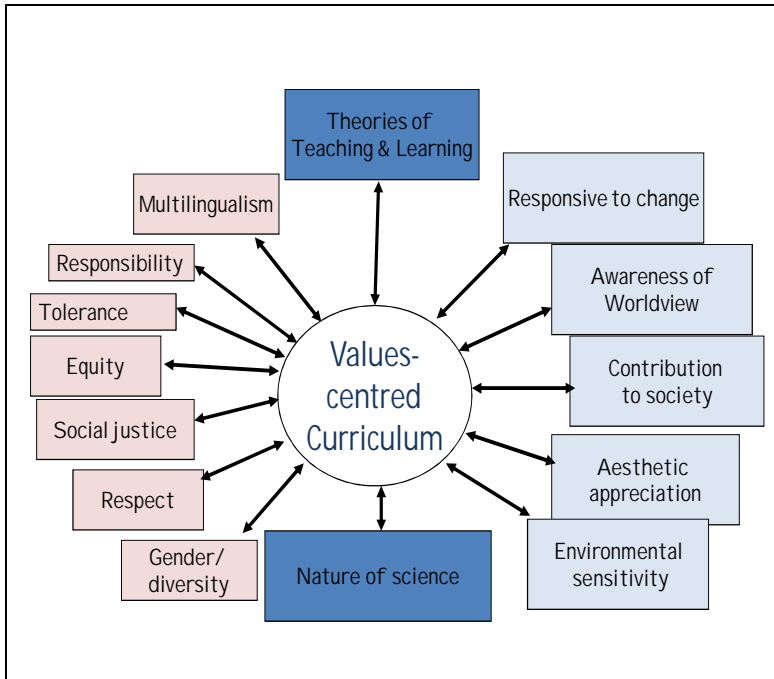 Theories of
Teaching & Learning
Multilingualism
Responsibility
Tolerance
Equity
Social justice
Respect
Gender/
diversity
Values-
centred
Curriculum
Nature of science
Responsive to change
Awareness of
Worldview
Contribution
to society
Aesthetic
appreciation
Environmental
sensitivity